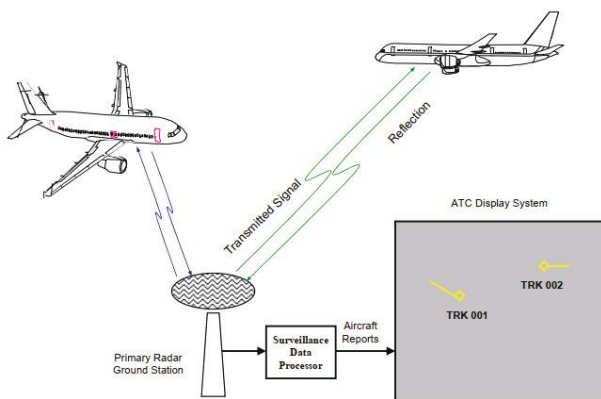 Transmitted Signal
Reflection
ATC Display System
TRK 002
TRK 001
Primary Radar
Ground Station
Surveillance
Data
Processor
Aircraft
Reports